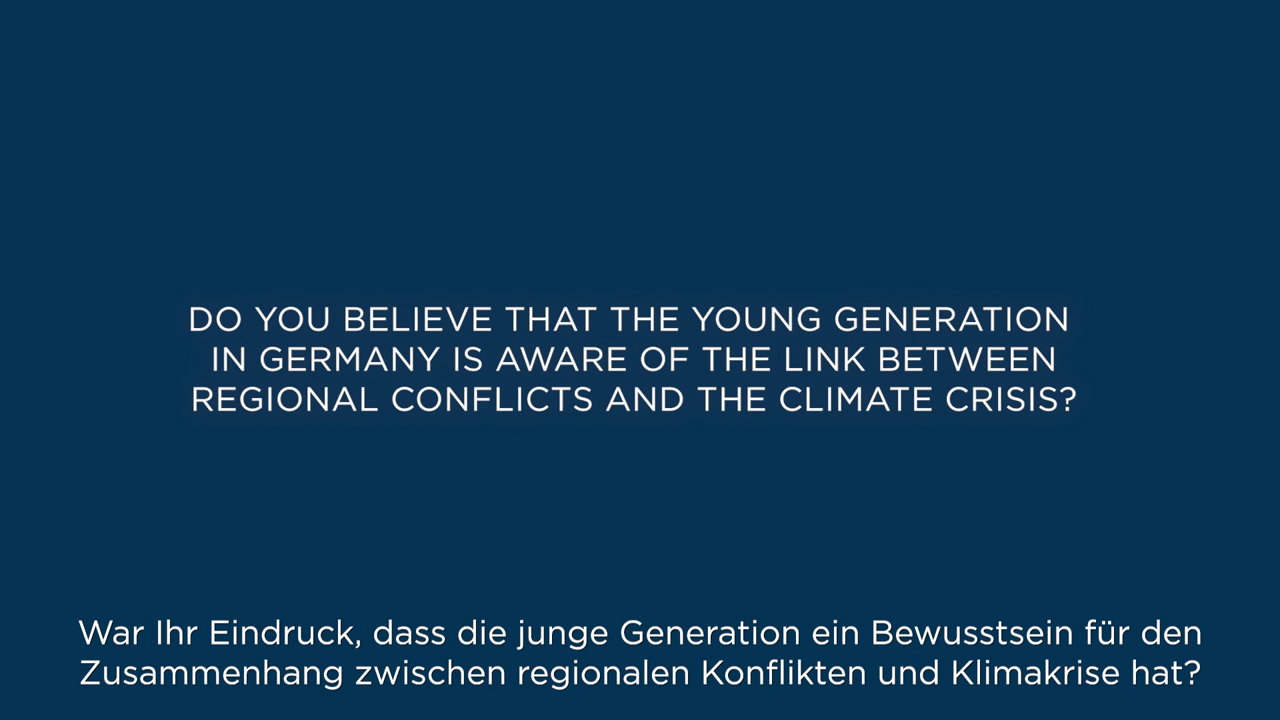 DO YOU BELIEVE THAT THE YOUNG GENERATION
IN GERMANY IS AWARE OF THE LINK BETWEEN
REGIONAL CONFLICTS AND THE CLIMATE CRISIS?
War Ihr Eindruck, dass die junge Generation ein Bewusstsein für den
Zusammenhang zwischen regionalen Konflikten und Klimakrise hat?